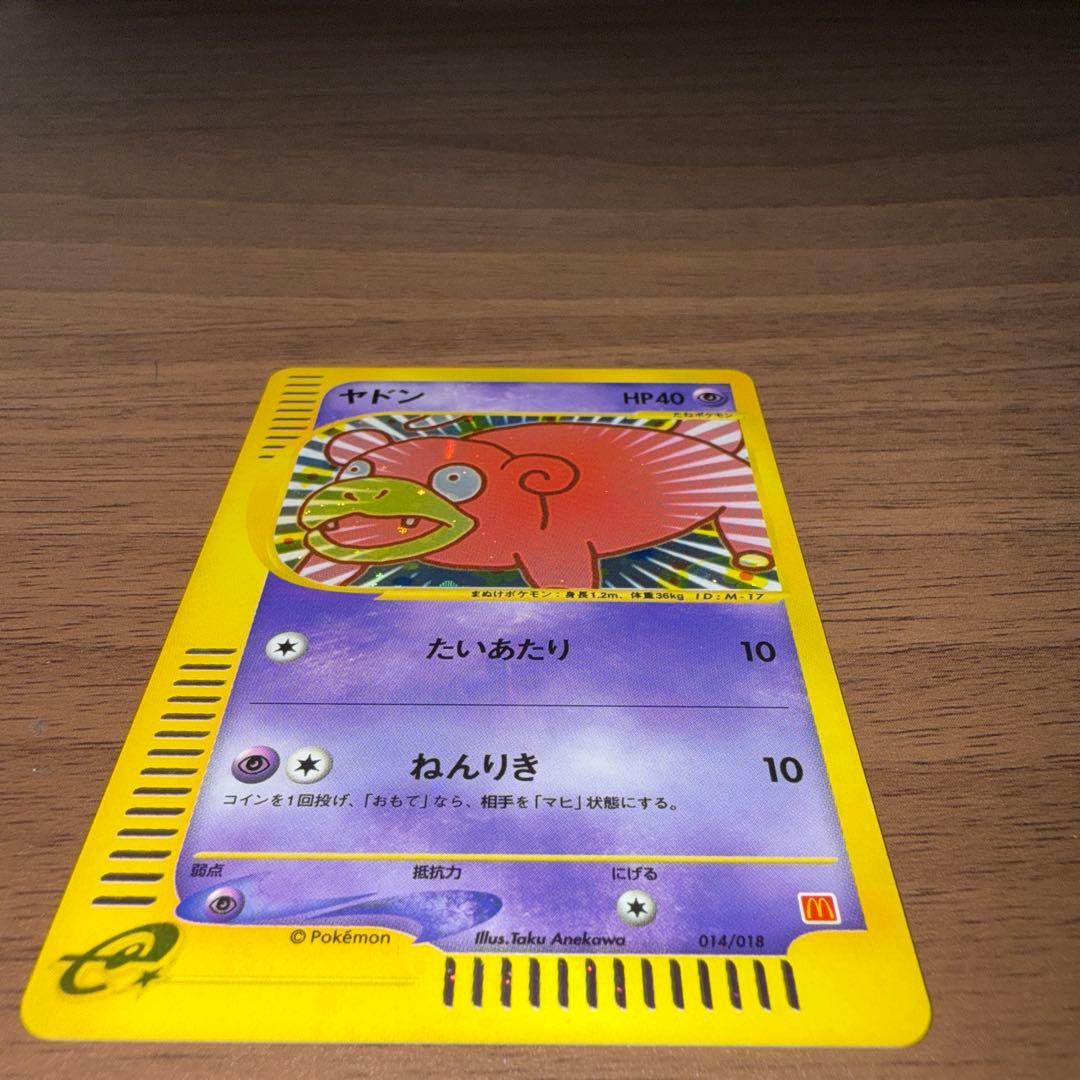 ヤドン HP40
たねポケモン
まぬけポケモン：身長1.2m、体重36kg ID:M-17
たいあたり 10
ねんりき 10
コインを1回投げ、「おもて」なら、相手を「マヒ」状態にする。
弱点 抵抗力 にげる
© Pokémon Illus.Taku Anekawa 014/018
e